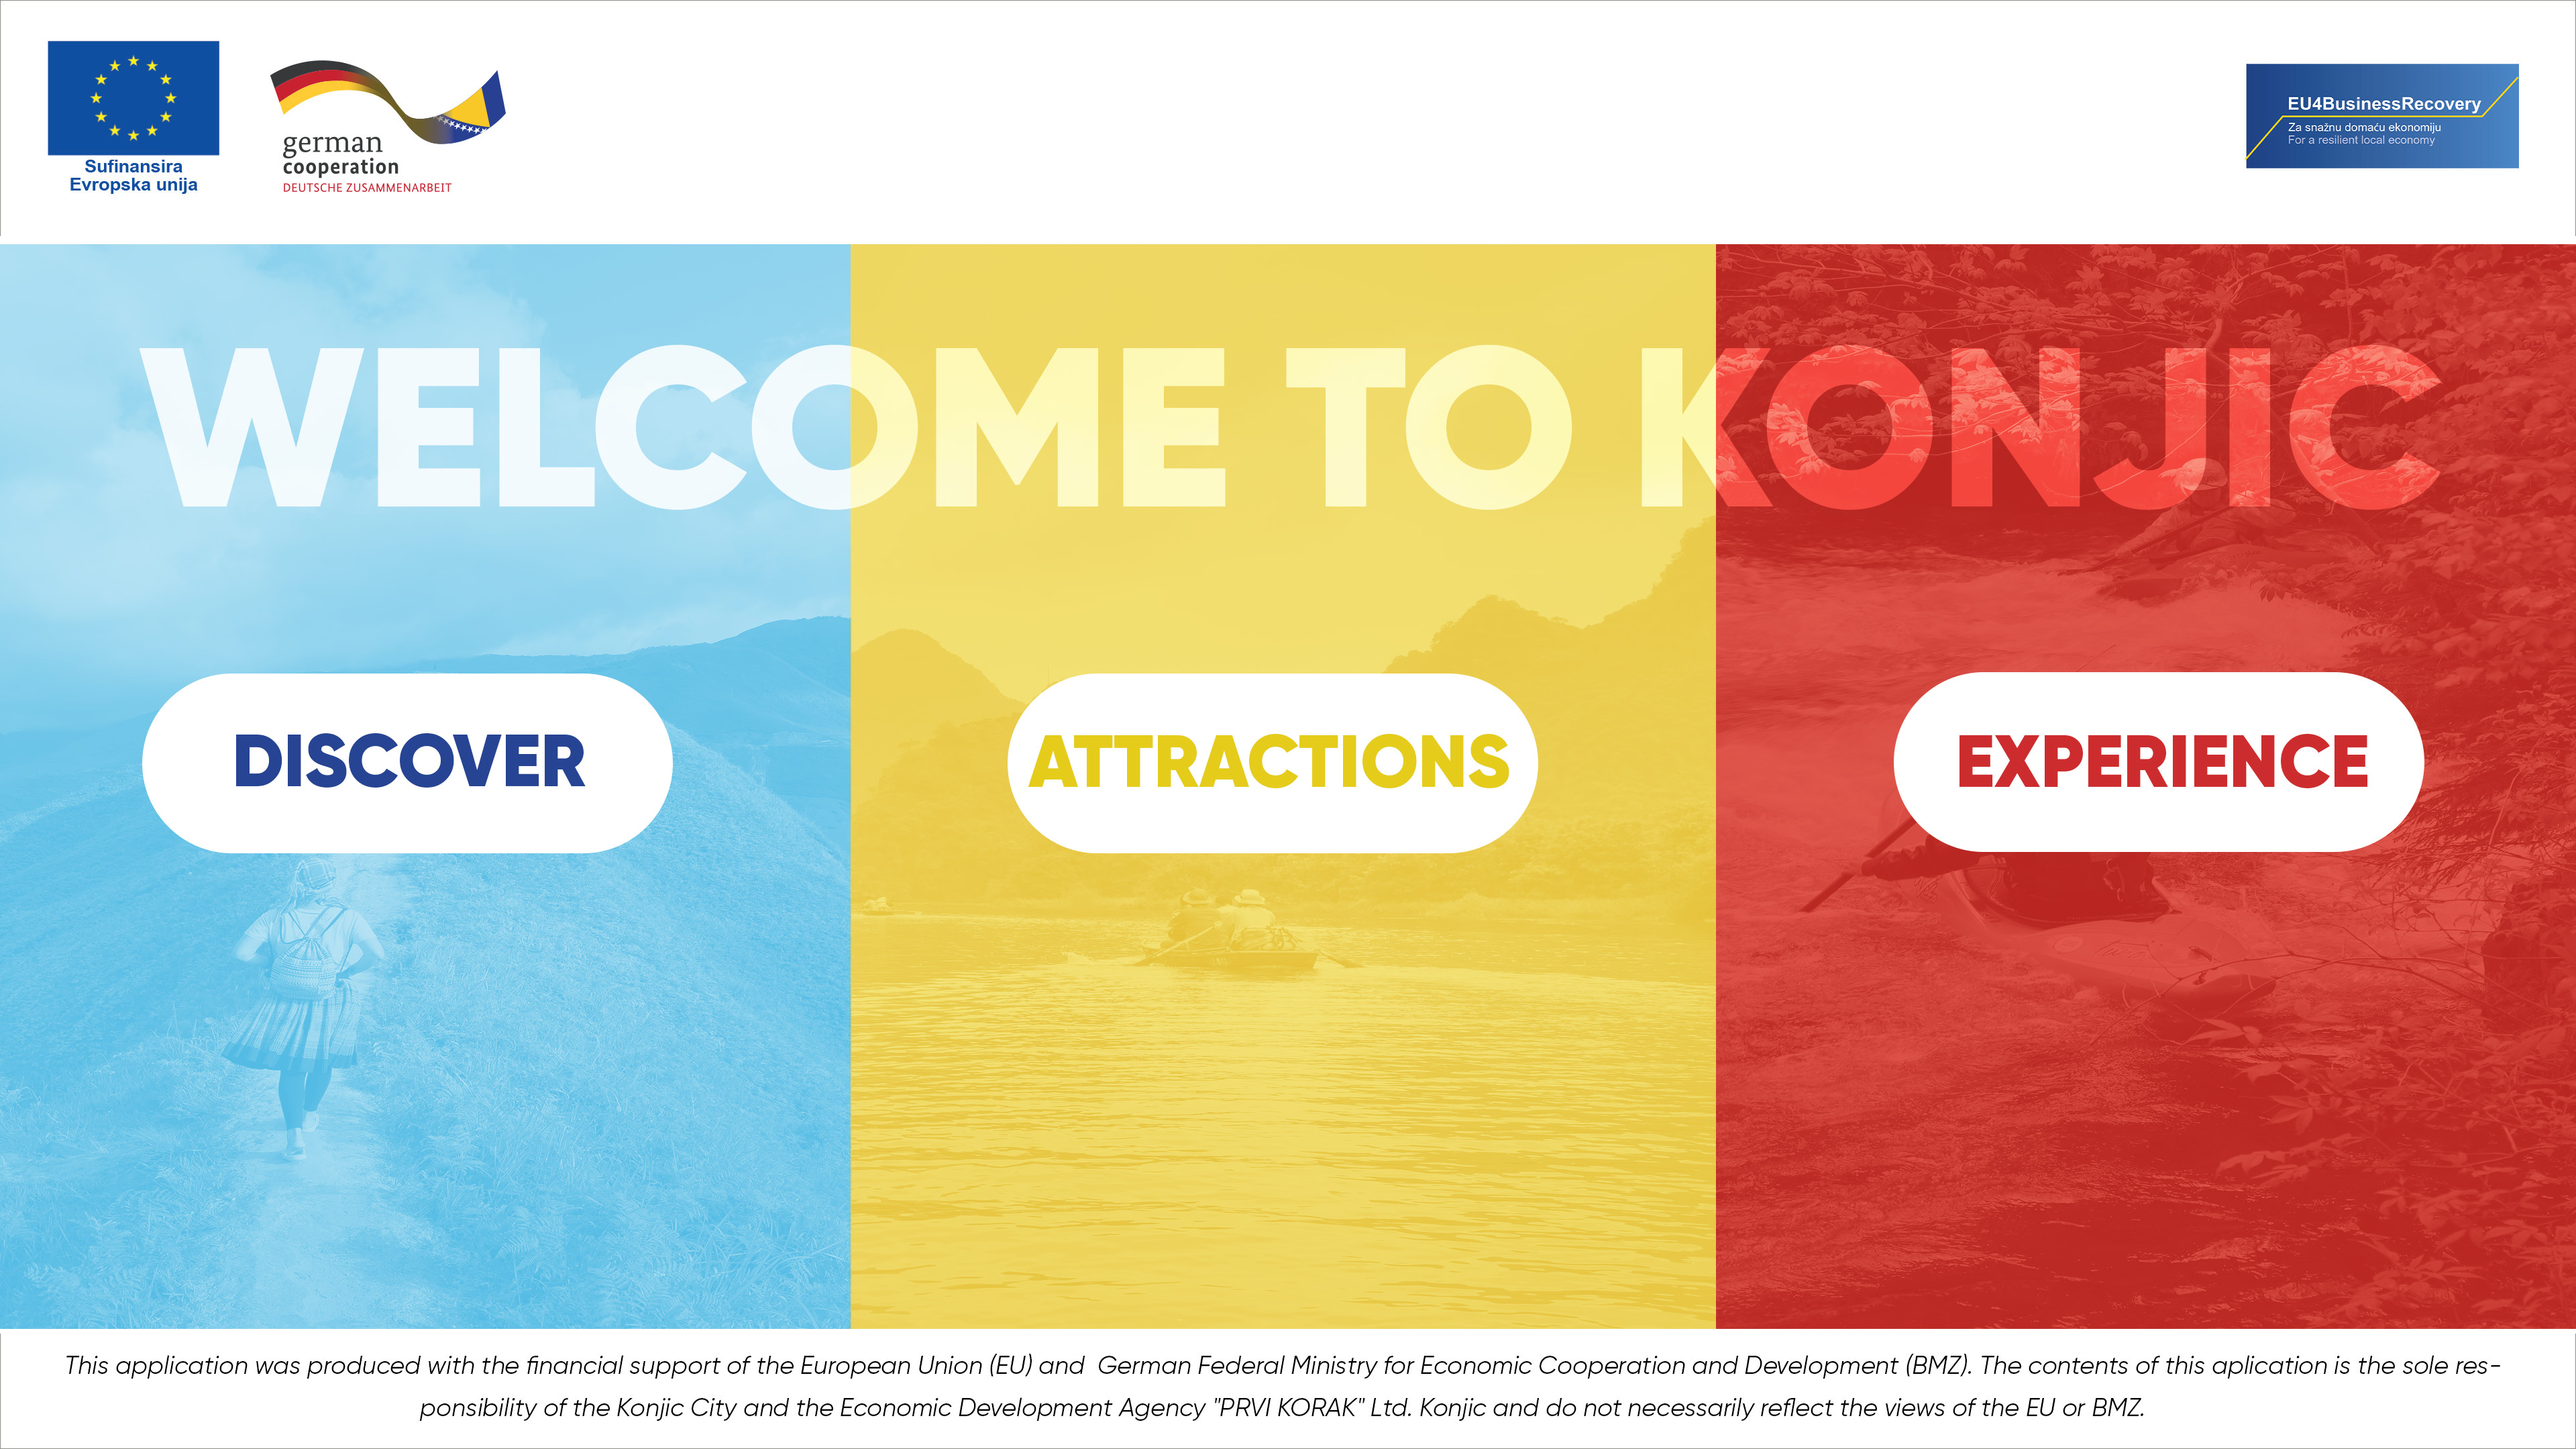 Sufinansira
Evropska unija
german
cooperation
DEUTSCHE ZUSAMMENARBEIT
EU4BusinessRecovery
Za snažnu domaću ekonomiju
For a resilient local economy
WELCOME TO KONJIC
DISCOVER
ATTRACTIONS
EXPERIENCE
This application was produced with the financial support of the European Union (EU) and  German Federal Ministry for Economic Cooperation and Development (BMZ). The contents of this aplication is the sole res-
ponsibility of the Konjic City and the Economic Development Agency "PRVI KORAK" Ltd. Konjic and do not necessarily reflect the views of the EU or BMZ.